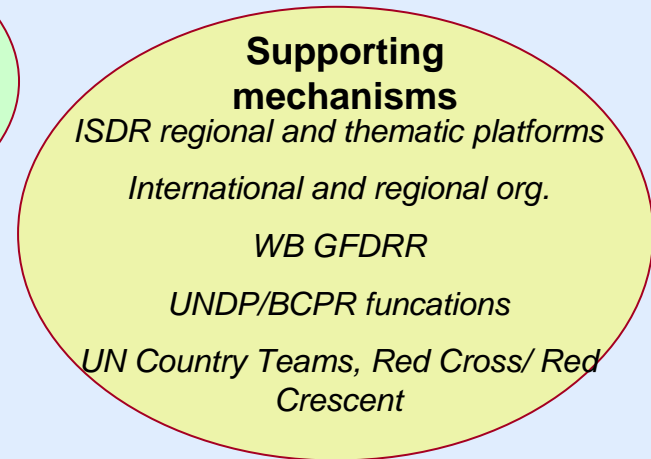 Supporting
mechanisms
ISDR regional and thematic platforms
International and regional org.
WB GFDRR
UNDP/BCPR funcations
UN Country Teams, Red Cross/ Red
Crescent